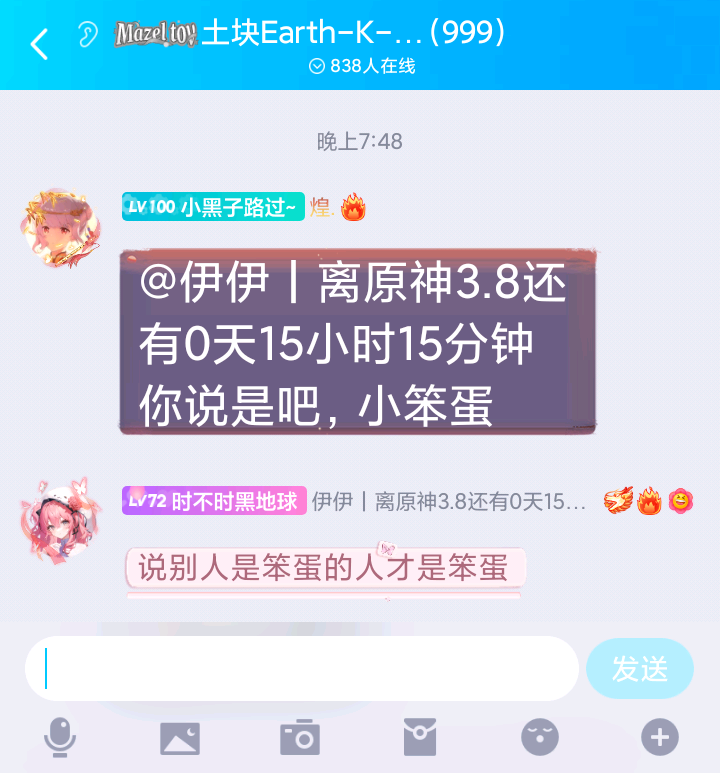 Mazel tov 土块Earth-K-...(999)
838人在线
晚上7:48
LV100 小黑子路过~ 煌.
@伊伊丨离原神3.8还
有0天15小时15分钟
你说是吧，小笨蛋
LV72 时不时黑地球 伊伊丨离原神3.8还有0天15...
说别人是笨蛋的人才是笨蛋
发送